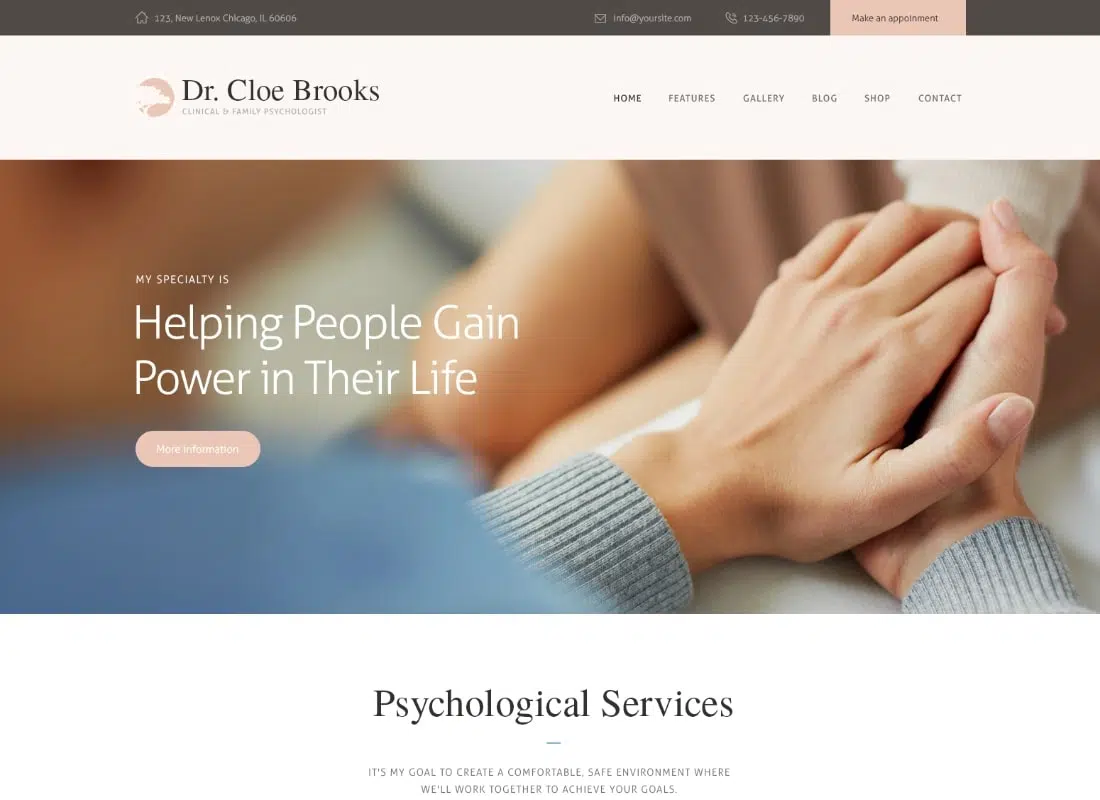 123, New Lenox Chicago, IL 60606
info@yoursite.com
123-456-7890
Make an appoinment
Dr. Cloe Brooks
CLINICAL & FAMILY PSYCHOLOGIST
HOME FEATURES GALLERY BLOG SHOP CONTACT
MY SPECIALTY IS
Helping People Gain
Power in Their Life
More information
Psychological Services
IT'S MY GOAL TO CREATE A COMFORTABLE, SAFE ENVIRONMENT WHERE
WE'LL WORK TOGETHER TO ACHIEVE YOUR GOALS.